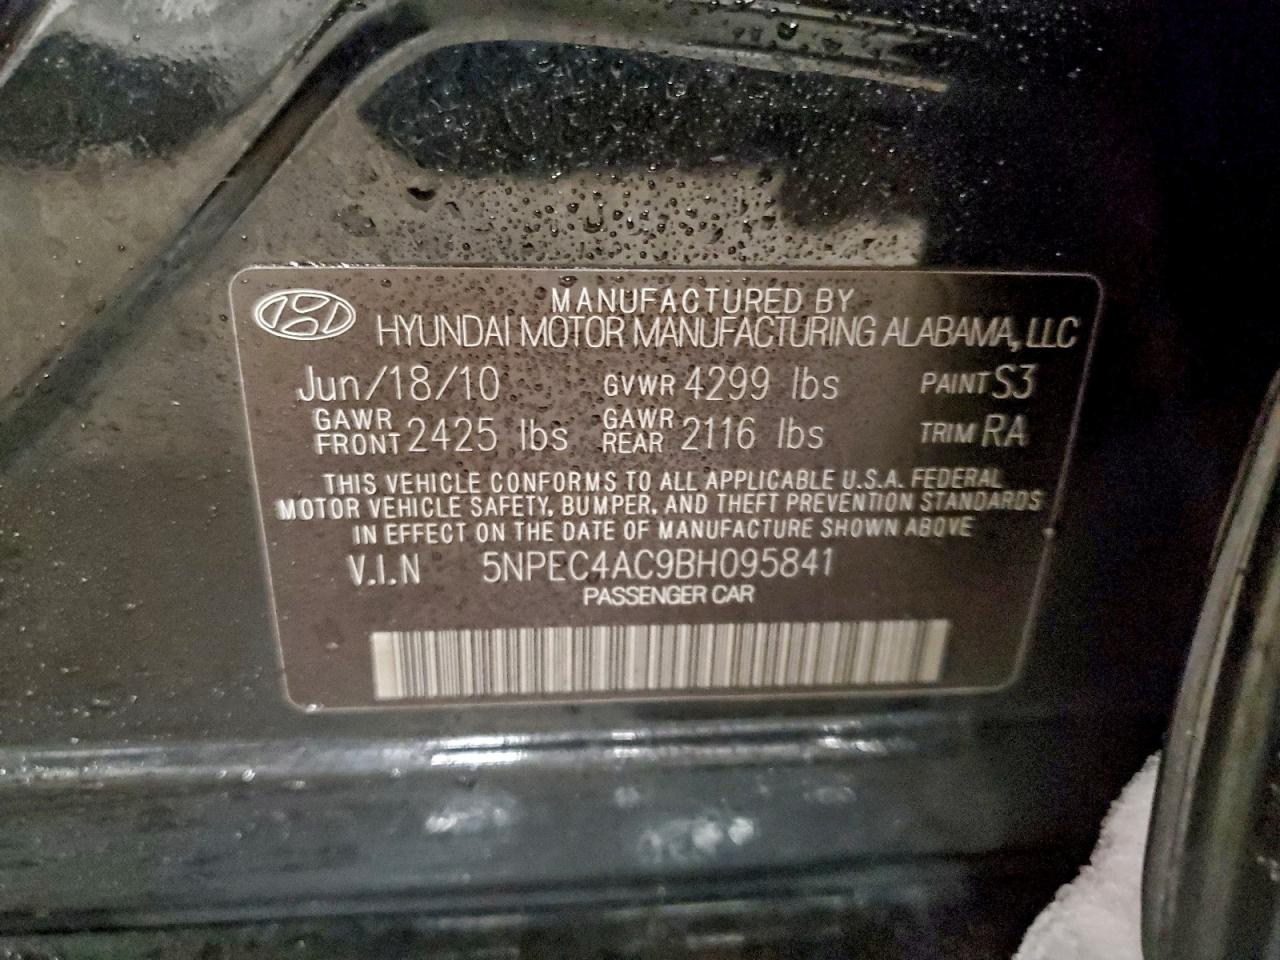 MANUFACTURED BY
HYUNDAI MOTOR MANUFACTURING ALABAMA, LLC
Jun/18/10 GVWR 4299 lbs PAINT S3
GAWR FRONT 2425 lbs GAWR REAR 2116 lbs TRIM RA
THIS VEHICLE CONFORMS TO ALL APPLICABLE U.S.A. FEDERAL
MOTOR VEHICLE SAFETY, BUMPER, AND THEFT PREVENTION STANDARDS
IN EFFECT ON THE DATE OF MANUFACTURE SHOWN ABOVE
V.I.N 5NPEC4AC9BH095841
PASSENGER CAR